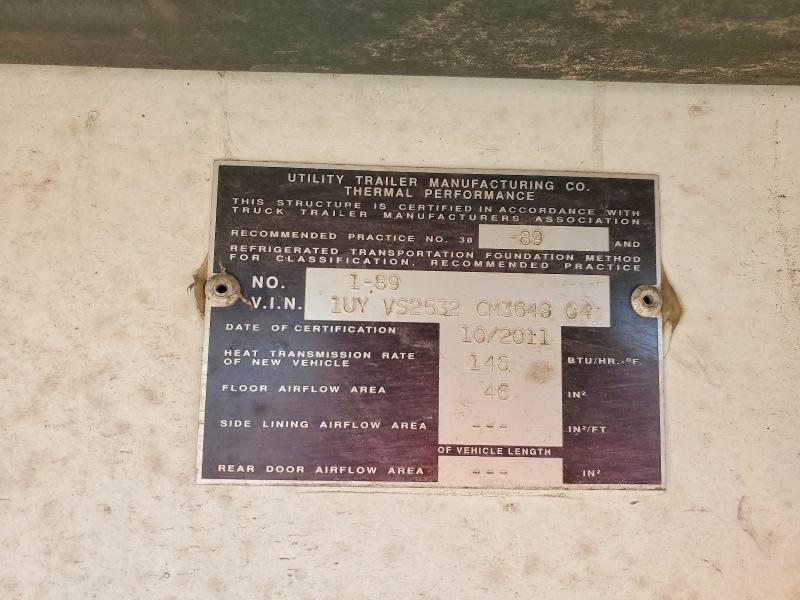 UTILITY TRAILER MANUFACTURING CO.
THERMAL PERFORMANCE
THIS STRUCTURE IS CERTIFIED IN ACCORDANCE WITH
TRUCK TRAILER MANUFACTURERS ASSOCIATION
RECOMMENDED PRACTICE NO. 38 -89 AND
REFRIGERATED TRANSPORTATION FOUNDATION METHOD
FOR CLASSIFICATION. RECOMMENDED PRACTICE
NO. 1-89
V.I.N. 1UY VS2532 CM3649 04
DATE OF CERTIFICATION 10/2011
HEAT TRANSMISSION RATE
OF NEW VEHICLE 146 BTU/HR.-°F.
FLOOR AIRFLOW AREA 46 IN²
SIDE LINING AIRFLOW AREA --- IN²/FT
OF VEHICLE LENGTH
REAR DOOR AIRFLOW AREA --- IN²